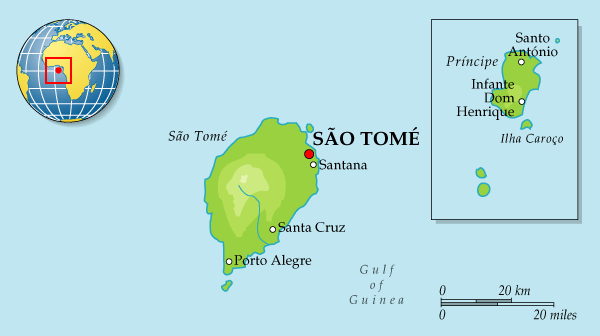 Santo
António
Príncipe
Infante
Dom
Henrique
Ilha Caroço
São Tomé
SÃO TOMÉ
Santana
Santa Cruz
Porto Alegre
Gulf
of
Guinea
0 20 km
0 20 miles